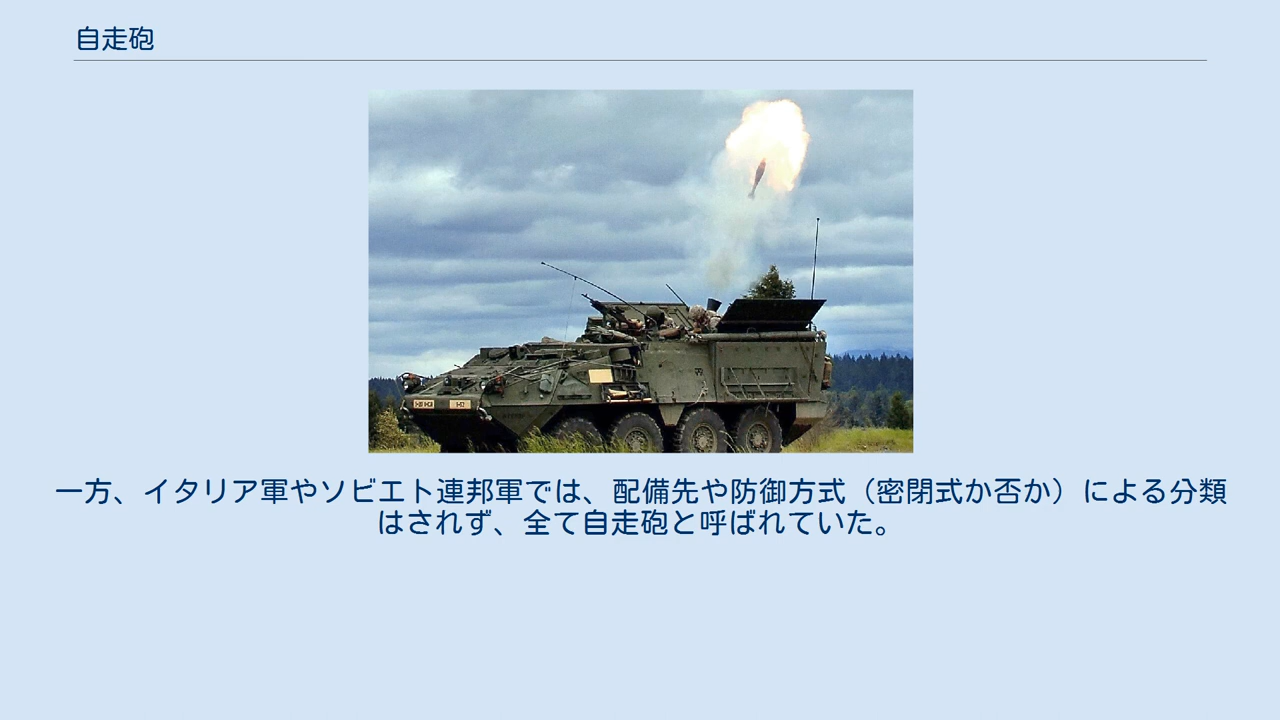 自走砲
一方、イタリア軍やソビエト連邦軍では、配備先や防御方式（密閉式か否か）による分類
はされず、全て自走砲と呼ばれていた。